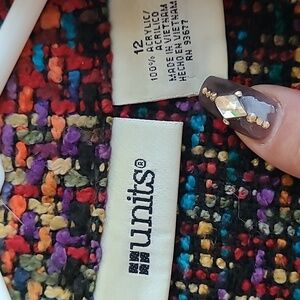 12
100% ACRYLIC/
ACRILICO
MADE IN VIETNAM
HECHO EN VIETNAM
RN 93677
units®